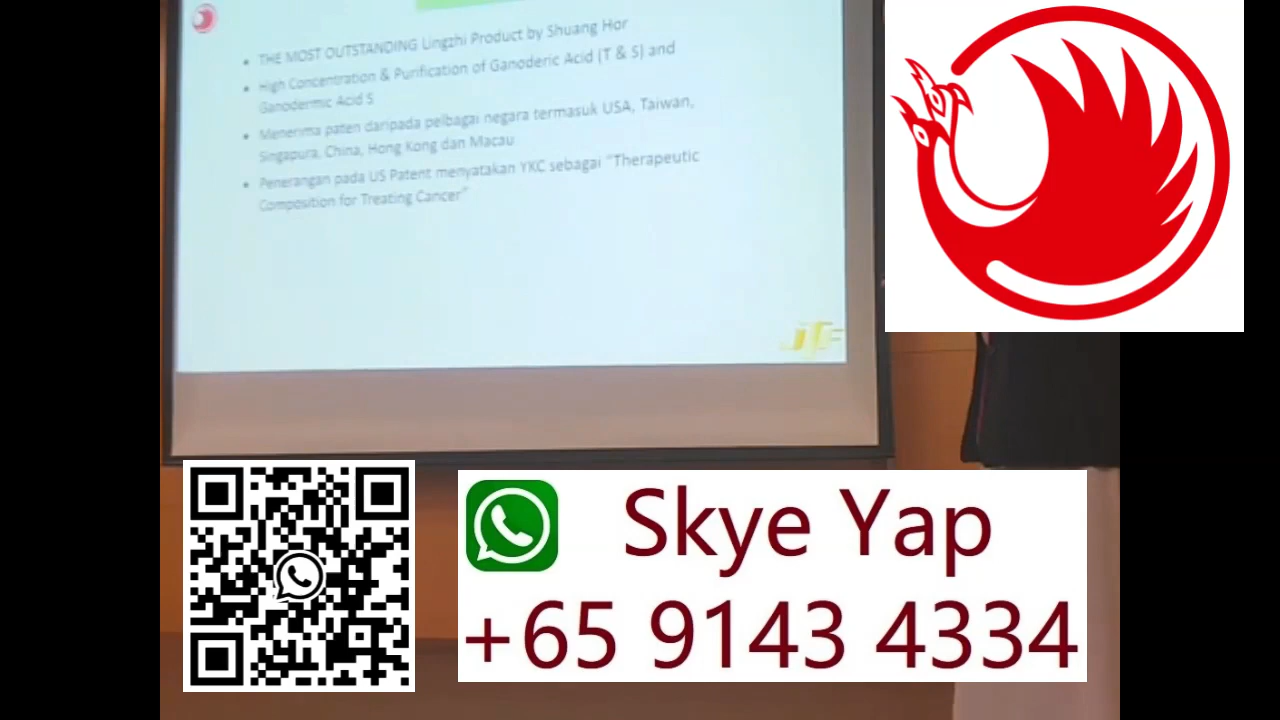 THE MOST OUTSTANDING Lingzhi Product by Shuang Hor
High Concentration & Purification of Ganoderic Acid (T & S) and
Ganodermic Acid S
Menerima paten daripada pelbagai negara termasuk USA, Taiwan,
Singapura, China, Hong Kong dan Macau
Penerangan pada US Patent menyatakan YKC sebagai "Therapeutic
Composition for Treating Cancer"
Skye Yap
+65 9143 4334